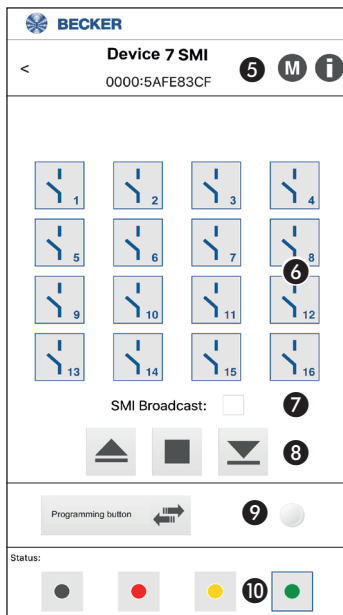 BECKER
<
Device 7 SMI
0000:5AFE83CF
5
M
i
1 2 3 4
5 6 7 8
6
9 10 11 12
13 14 15 16
SMI Broadcast:
7
8
Programming button
9
Status:
10